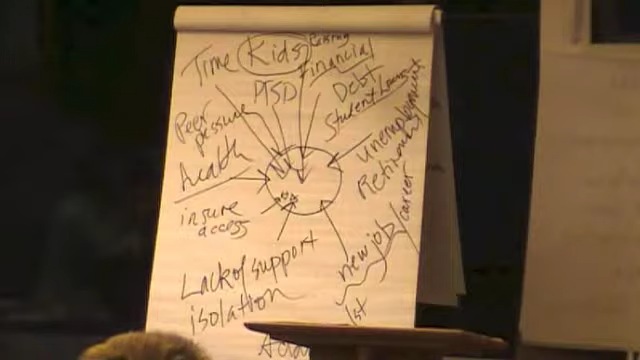 Time Kids Raising
Financial
PTSD
Debt
Student Loans
Peer
pressure
unemployment
Retirement
health
insure
access
new job/career
Lack of support
isolation
1st